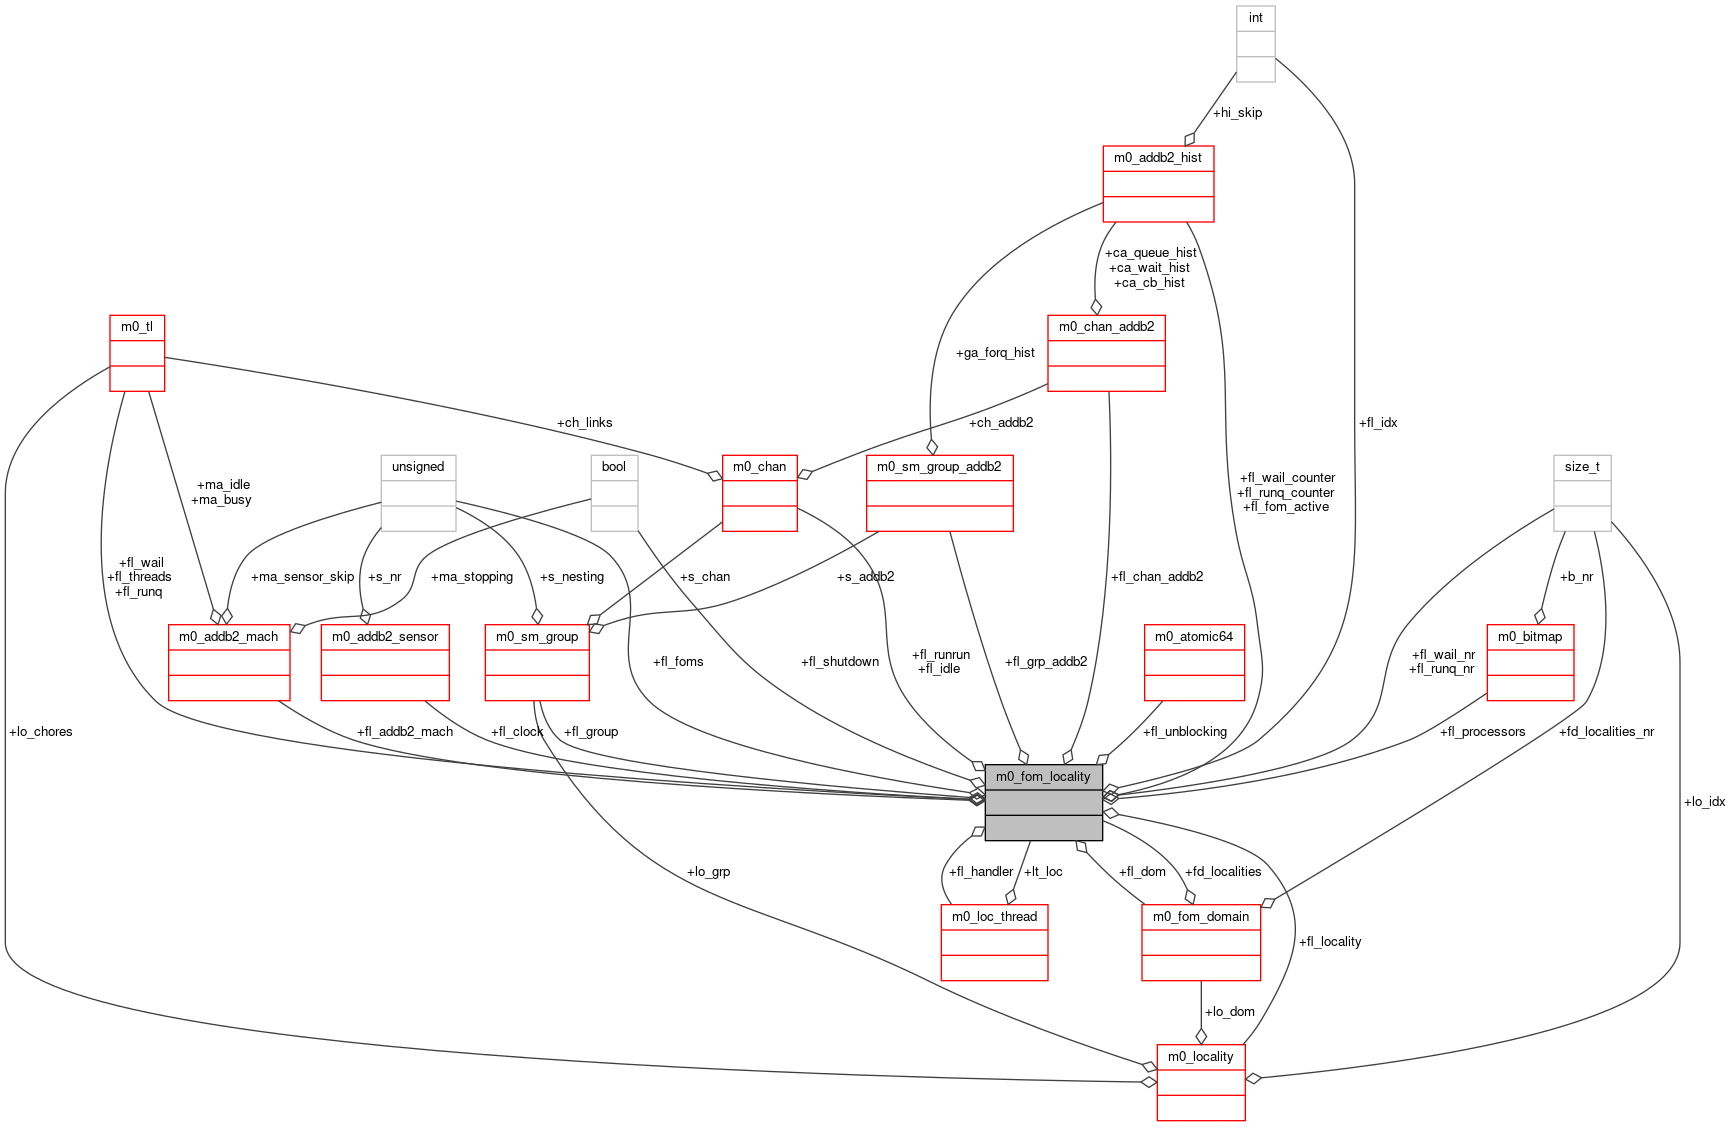 int
+hi_skip
m0_addb2_hist
+ca_queue_hist
+ca_wait_hist
+ca_cb_hist
m0_tl
m0_chan_addb2
+ga_forq_hist
+ch_links
+ch_addb2
+fl_idx
unsigned
bool
m0_chan
m0_sm_group_addb2
size_t
+ma_idle
+ma_busy
+fl_wail_counter
+fl_runq_counter
+fl_fom_active
+fl_wail
+fl_threads
+fl_runq
+ma_sensor_skip
+s_nr
+ma_stopping
+s_nesting
+s_chan
+s_addb2
+fl_chan_addb2
+b_nr
m0_addb2_mach
m0_addb2_sensor
m0_sm_group
m0_atomic64
m0_bitmap
+fl_foms
+fl_shutdown
+fl_runrun
+fl_idle
+fl_grp_addb2
+fl_wail_nr
+fl_runq_nr
+lo_chores
+fl_addb2_mach
+fl_clock
+fl_group
+fl_unblocking
+fl_processors
+fd_localities_nr
m0_fom_locality
+lo_idx
+lo_grp
+fl_handler
+lt_loc
+fl_dom
+fd_localities
m0_loc_thread
m0_fom_domain
+fl_locality
+lo_dom
m0_locality